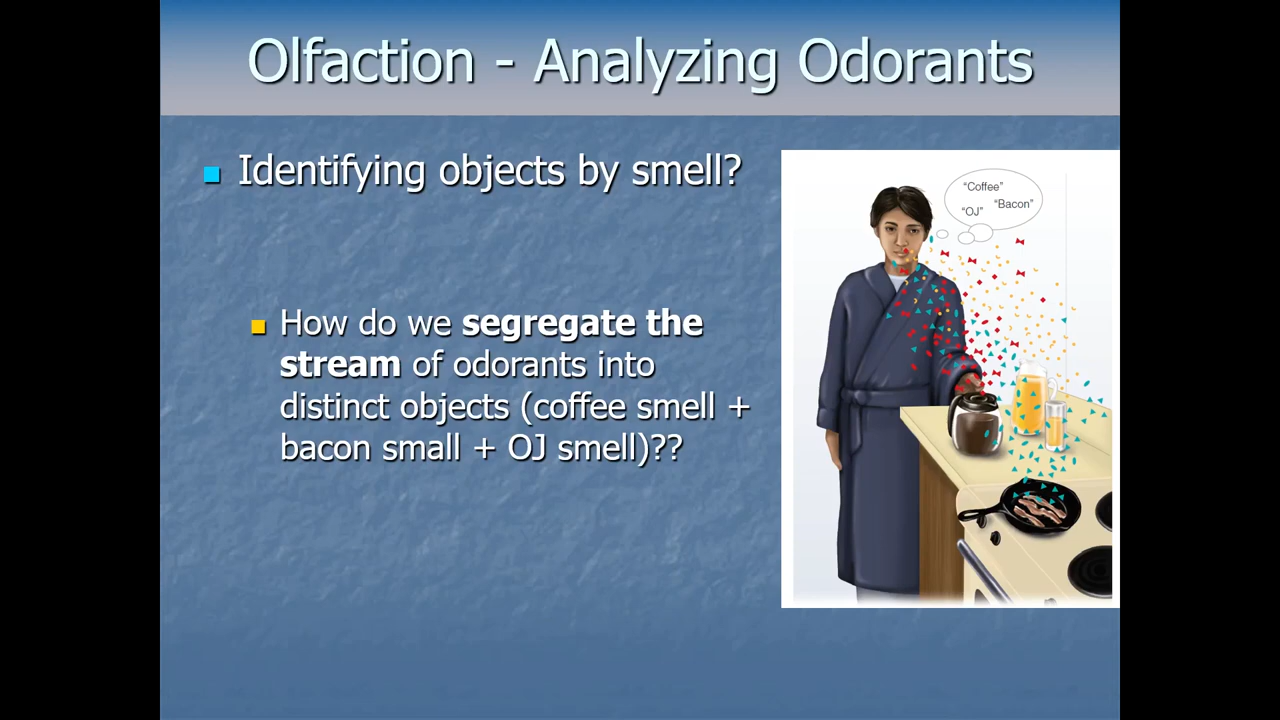 Olfaction - Analyzing Odorants
Identifying objects by smell?
"Coffee"
"OJ" "Bacon"
How do we segregate the
stream of odorants into
distinct objects (coffee smell +
bacon small + OJ smell)??